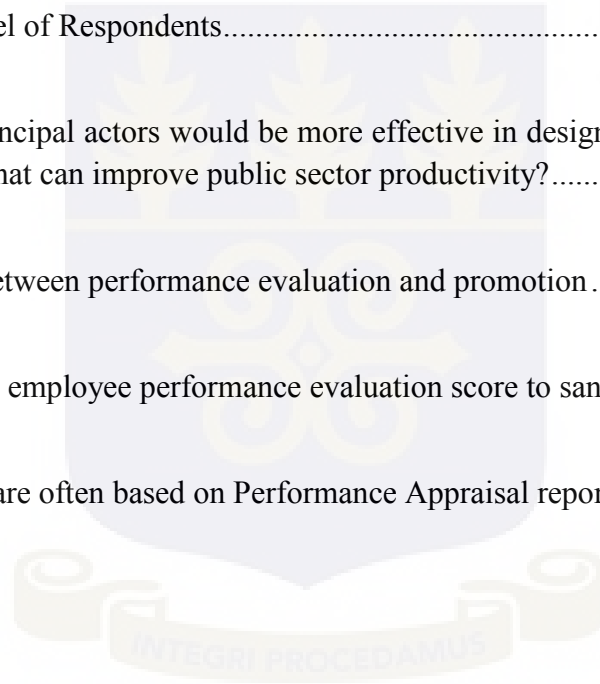 el of Respondents.......................................
ncipal actors would be more effective in design
hat can improve public sector productivity?......
etween performance evaluation and promotion .
employee performance evaluation score to san
are often based on Performance Appraisal repor
INTEGRI PROCEDAMUS